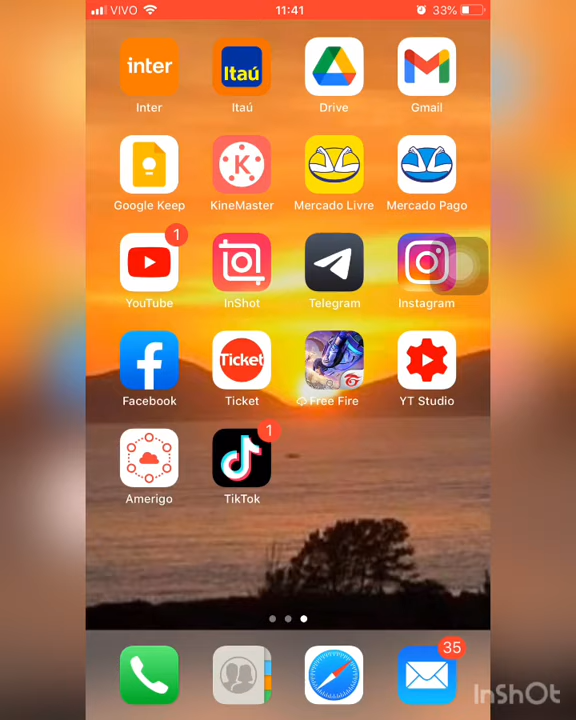 VIVO 11:41 33%
inter Itaú
Inter Itaú Drive Gmail
K
Google Keep KineMaster Mercado Livre Mercado Pago
1
YouTube InShot Telegram Instagram
Ticket
Facebook Ticket Free Fire YT Studio
1
Amerigo TikTok
35
InShOt